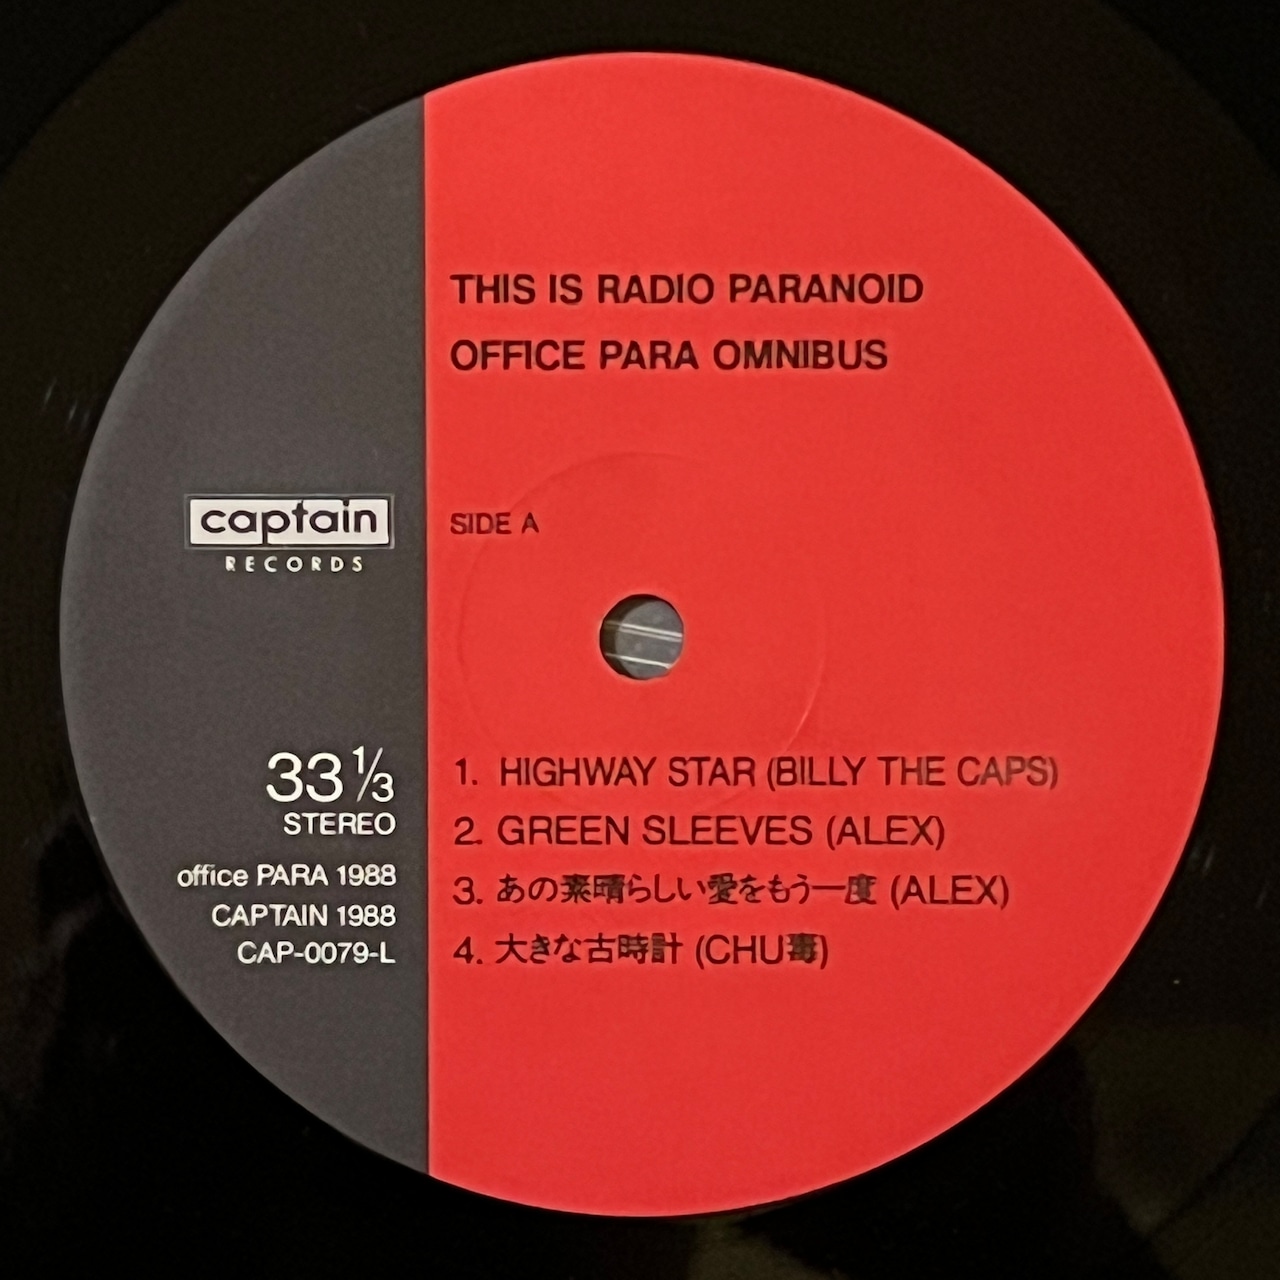 THIS IS RADIO PARANOID
OFFICE PARA OMNIBUS
captain
RECORDS
SIDE A
33 1/3
STEREO
office PARA 1988
CAPTAIN 1988
CAP-0079-L
1. HIGHWAY STAR (BILLY THE CAPS)
2. GREEN SLEEVES (ALEX)
3. あの素晴らしい愛をもう一度 (ALEX)
4. 大きな古時計 (CHU毒)